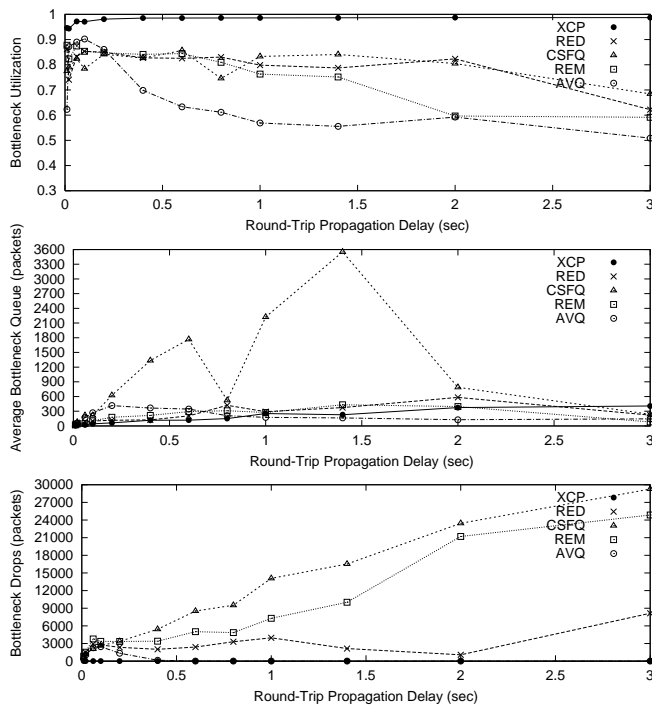 1
0.9
0.8
0.7
0.6
0.5
0.4
0.3
Bottleneck Utilization
XCP
RED
CSFQ
REM
AVQ
0
0.5
1
1.5
2
2.5
3
Round-Trip Propagation Delay (sec)
3600
3300
3000
2700
2400
2100
1800
1500
1200
900
600
300
0
Average Bottleneck Queue (packets)
XCP
RED
CSFQ
REM
AVQ
0
0.5
1
1.5
2
2.5
3
Round-Trip Propagation Delay (sec)
30000
27000
24000
21000
18000
15000
12000
9000
6000
3000
0
Bottleneck Drops (packets)
XCP
RED
CSFQ
REM
AVQ
0
0.5
1
1.5
2
2.5
3
Round-Trip Propagation Delay (sec)